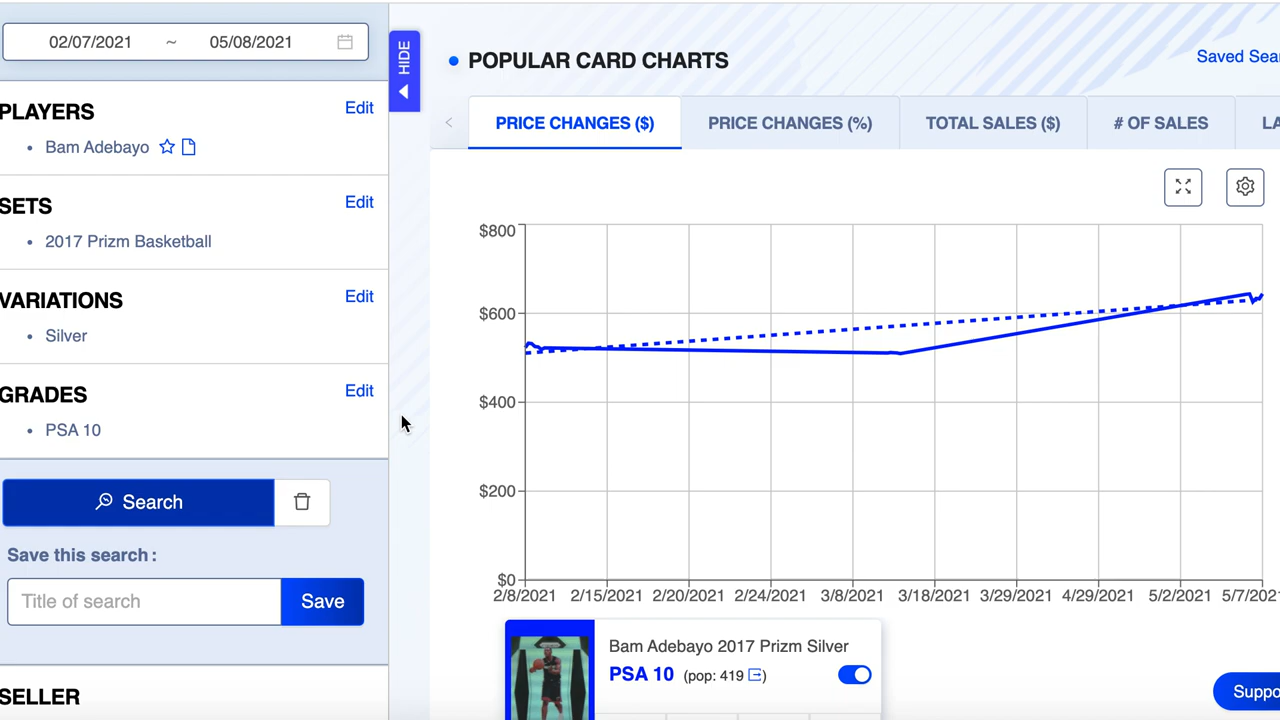 02/07/2021 ~ 05/08/2021
HIDE
PLAYERS Edit
Bam Adebayo
SETS Edit
2017 Prizm Basketball
VARIATIONS Edit
Silver
GRADES Edit
PSA 10
Search
Save this search :
Title of search Save
SELLER
POPULAR CARD CHARTS
Saved Sea
PRICE CHANGES ($) PRICE CHANGES (%) TOTAL SALES ($) # OF SALES LA
$800
$600
$400
$200
$0
2/8/2021 2/15/2021 2/20/2021 2/24/2021 3/8/2021 3/18/2021 3/29/2021 4/29/2021 5/2/2021 5/7/2021
Bam Adebayo 2017 Prizm Silver
PSA 10 (pop: 419 )
Suppo